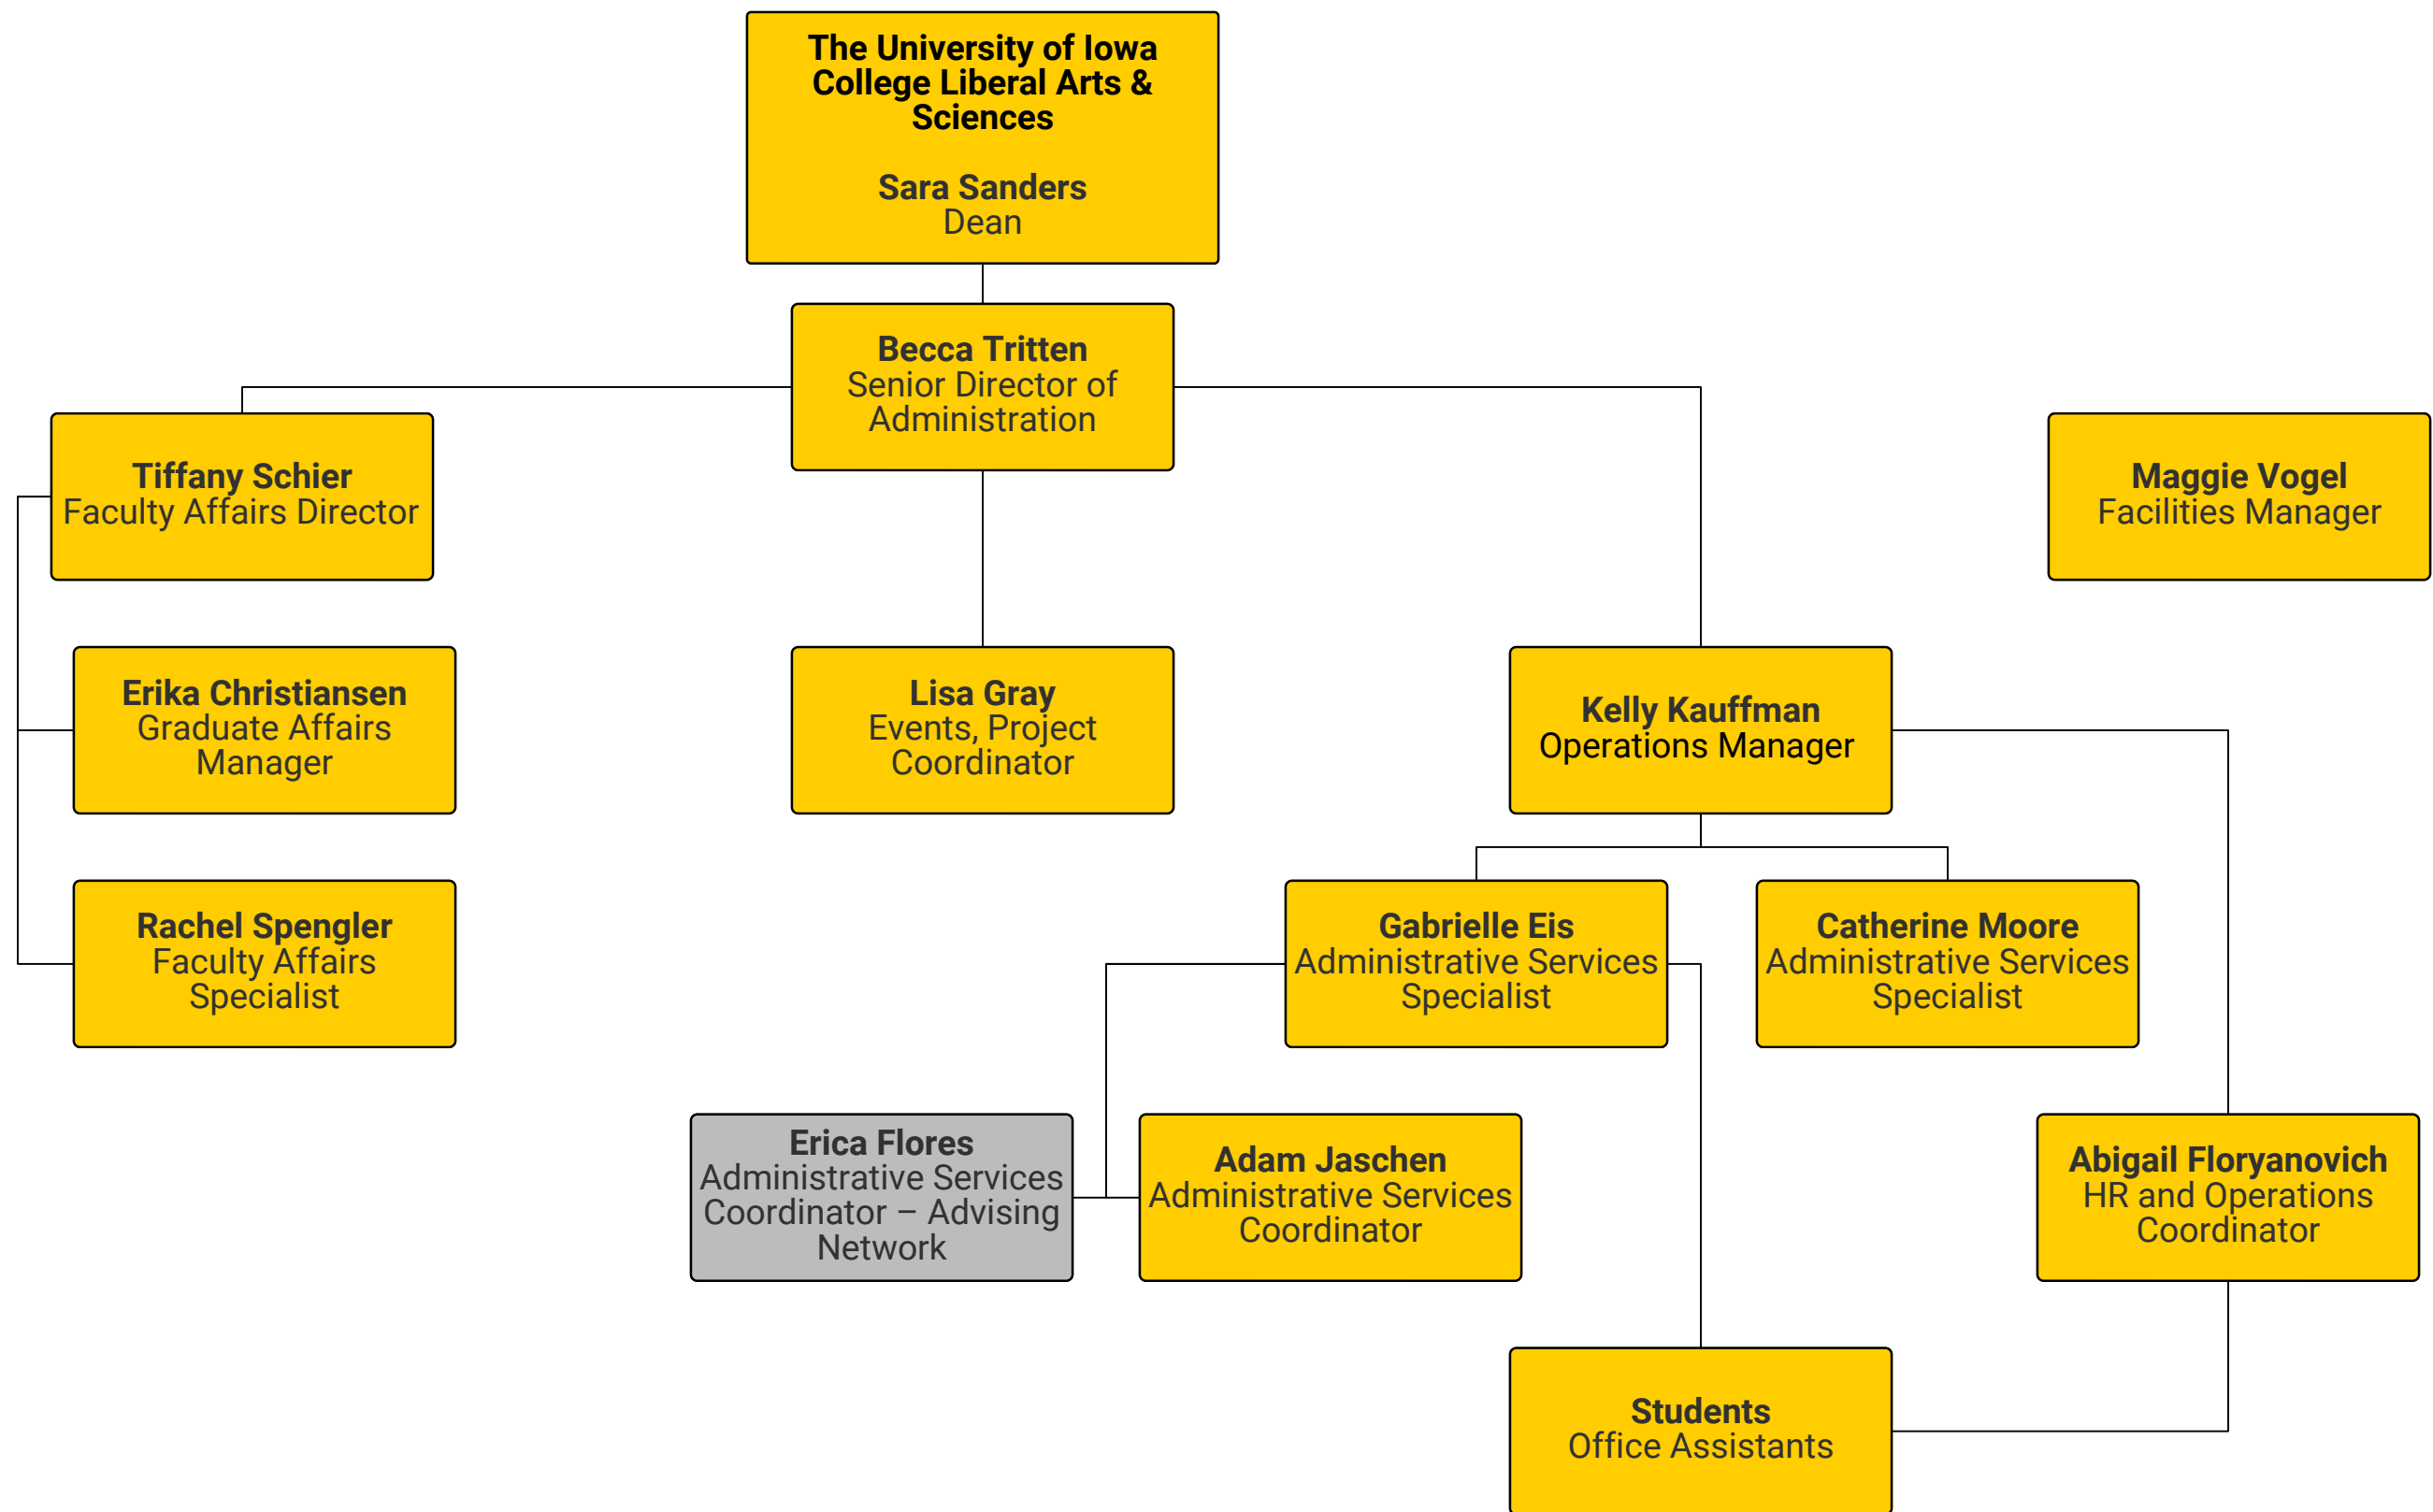 The University of Iowa
College Liberal Arts &
Sciences
Sara Sanders
Dean
Becca Tritten
Senior Director of
Administration
Tiffany Schier
Faculty Affairs Director
Maggie Vogel
Facilities Manager
Erika Christiansen
Graduate Affairs
Manager
Lisa Gray
Events, Project
Coordinator
Kelly Kauffman
Operations Manager
Rachel Spengler
Faculty Affairs
Specialist
Gabrielle Eis
Administrative Services
Specialist
Catherine Moore
Administrative Services
Specialist
Erica Flores
Administrative Services
Coordinator – Advising
Network
Adam Jaschen
Administrative Services
Coordinator
Abigail Floryanovich
HR and Operations
Coordinator
Students
Office Assistants